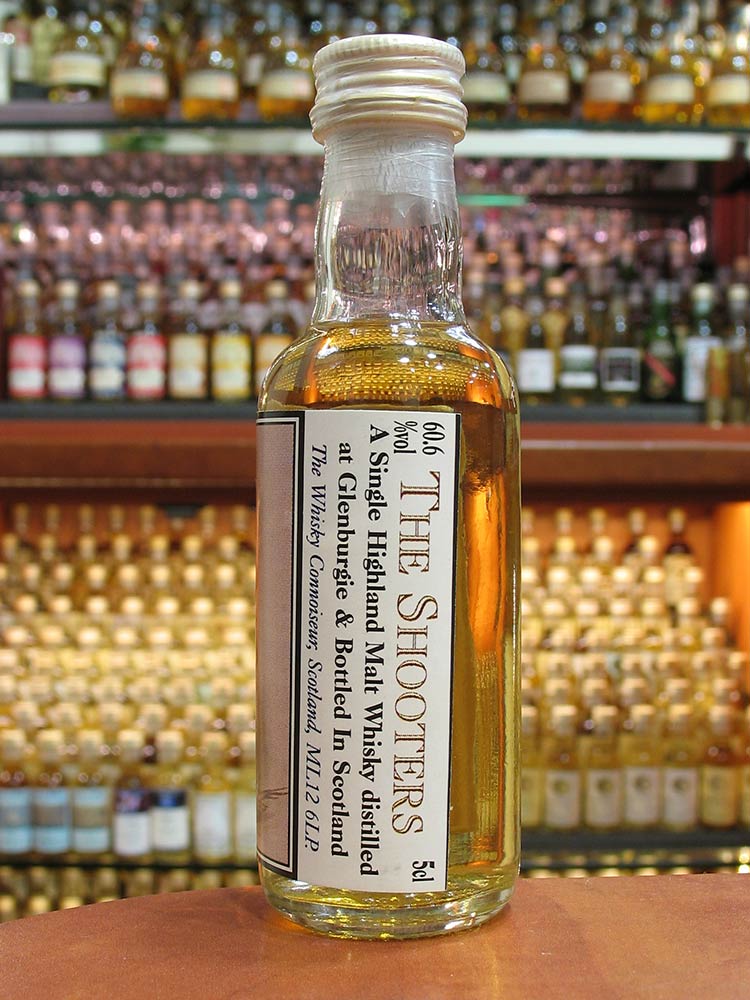 60.6
%vol
THE SHOOTERS
5cl
A Single Highland Malt Whisky distilled
at Glenburgie & Bottled In Scotland
The Whisky Connoiseur, Scotland, ML12 6LP.